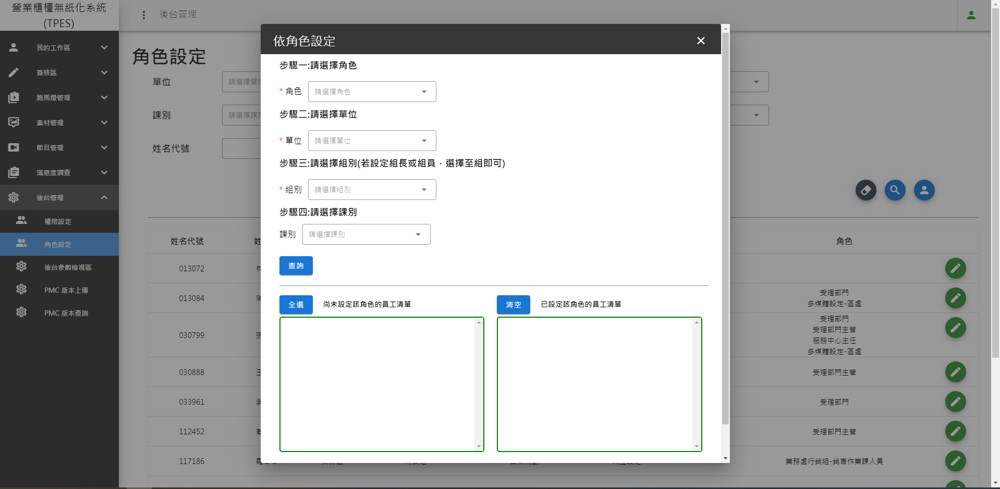 營業櫃檯無紙化系統
(TPES)
後台管理
我的工作區
簽核區
跑馬燈管理
素材管理
節目管理
滿意度調查
後台管理
權限設定
角色設定
後台參數檢視區
PMC 版本上傳
PMC 版本查詢
角色設定
單位
請選擇單位
課別
請選擇課別
姓名代號
依角色設定
步驟一:請選擇角色
* 角色 請選擇角色
步驟二:請選擇單位
* 單位 請選擇單位
步驟三:請選擇組別(若設定組長或組員，選擇至組即可)
* 組別 請選擇組別
步驟四:請選擇課別
課別 請選擇課別
查詢
全選 尚未設定該角色的員工清單
清空 已設定該角色的員工清單
姓名代號 姓 角色
013072
013084 陳 受理部門
多媒體設定-區處
030799 張 受理部門
受理部門主管
服務中心主任
多媒體設定-區處
030888 王 受理部門主管
033961 吳 受理部門
112452 受理部門主管
117186 羅 業務處行銷組-銷售作業課人員